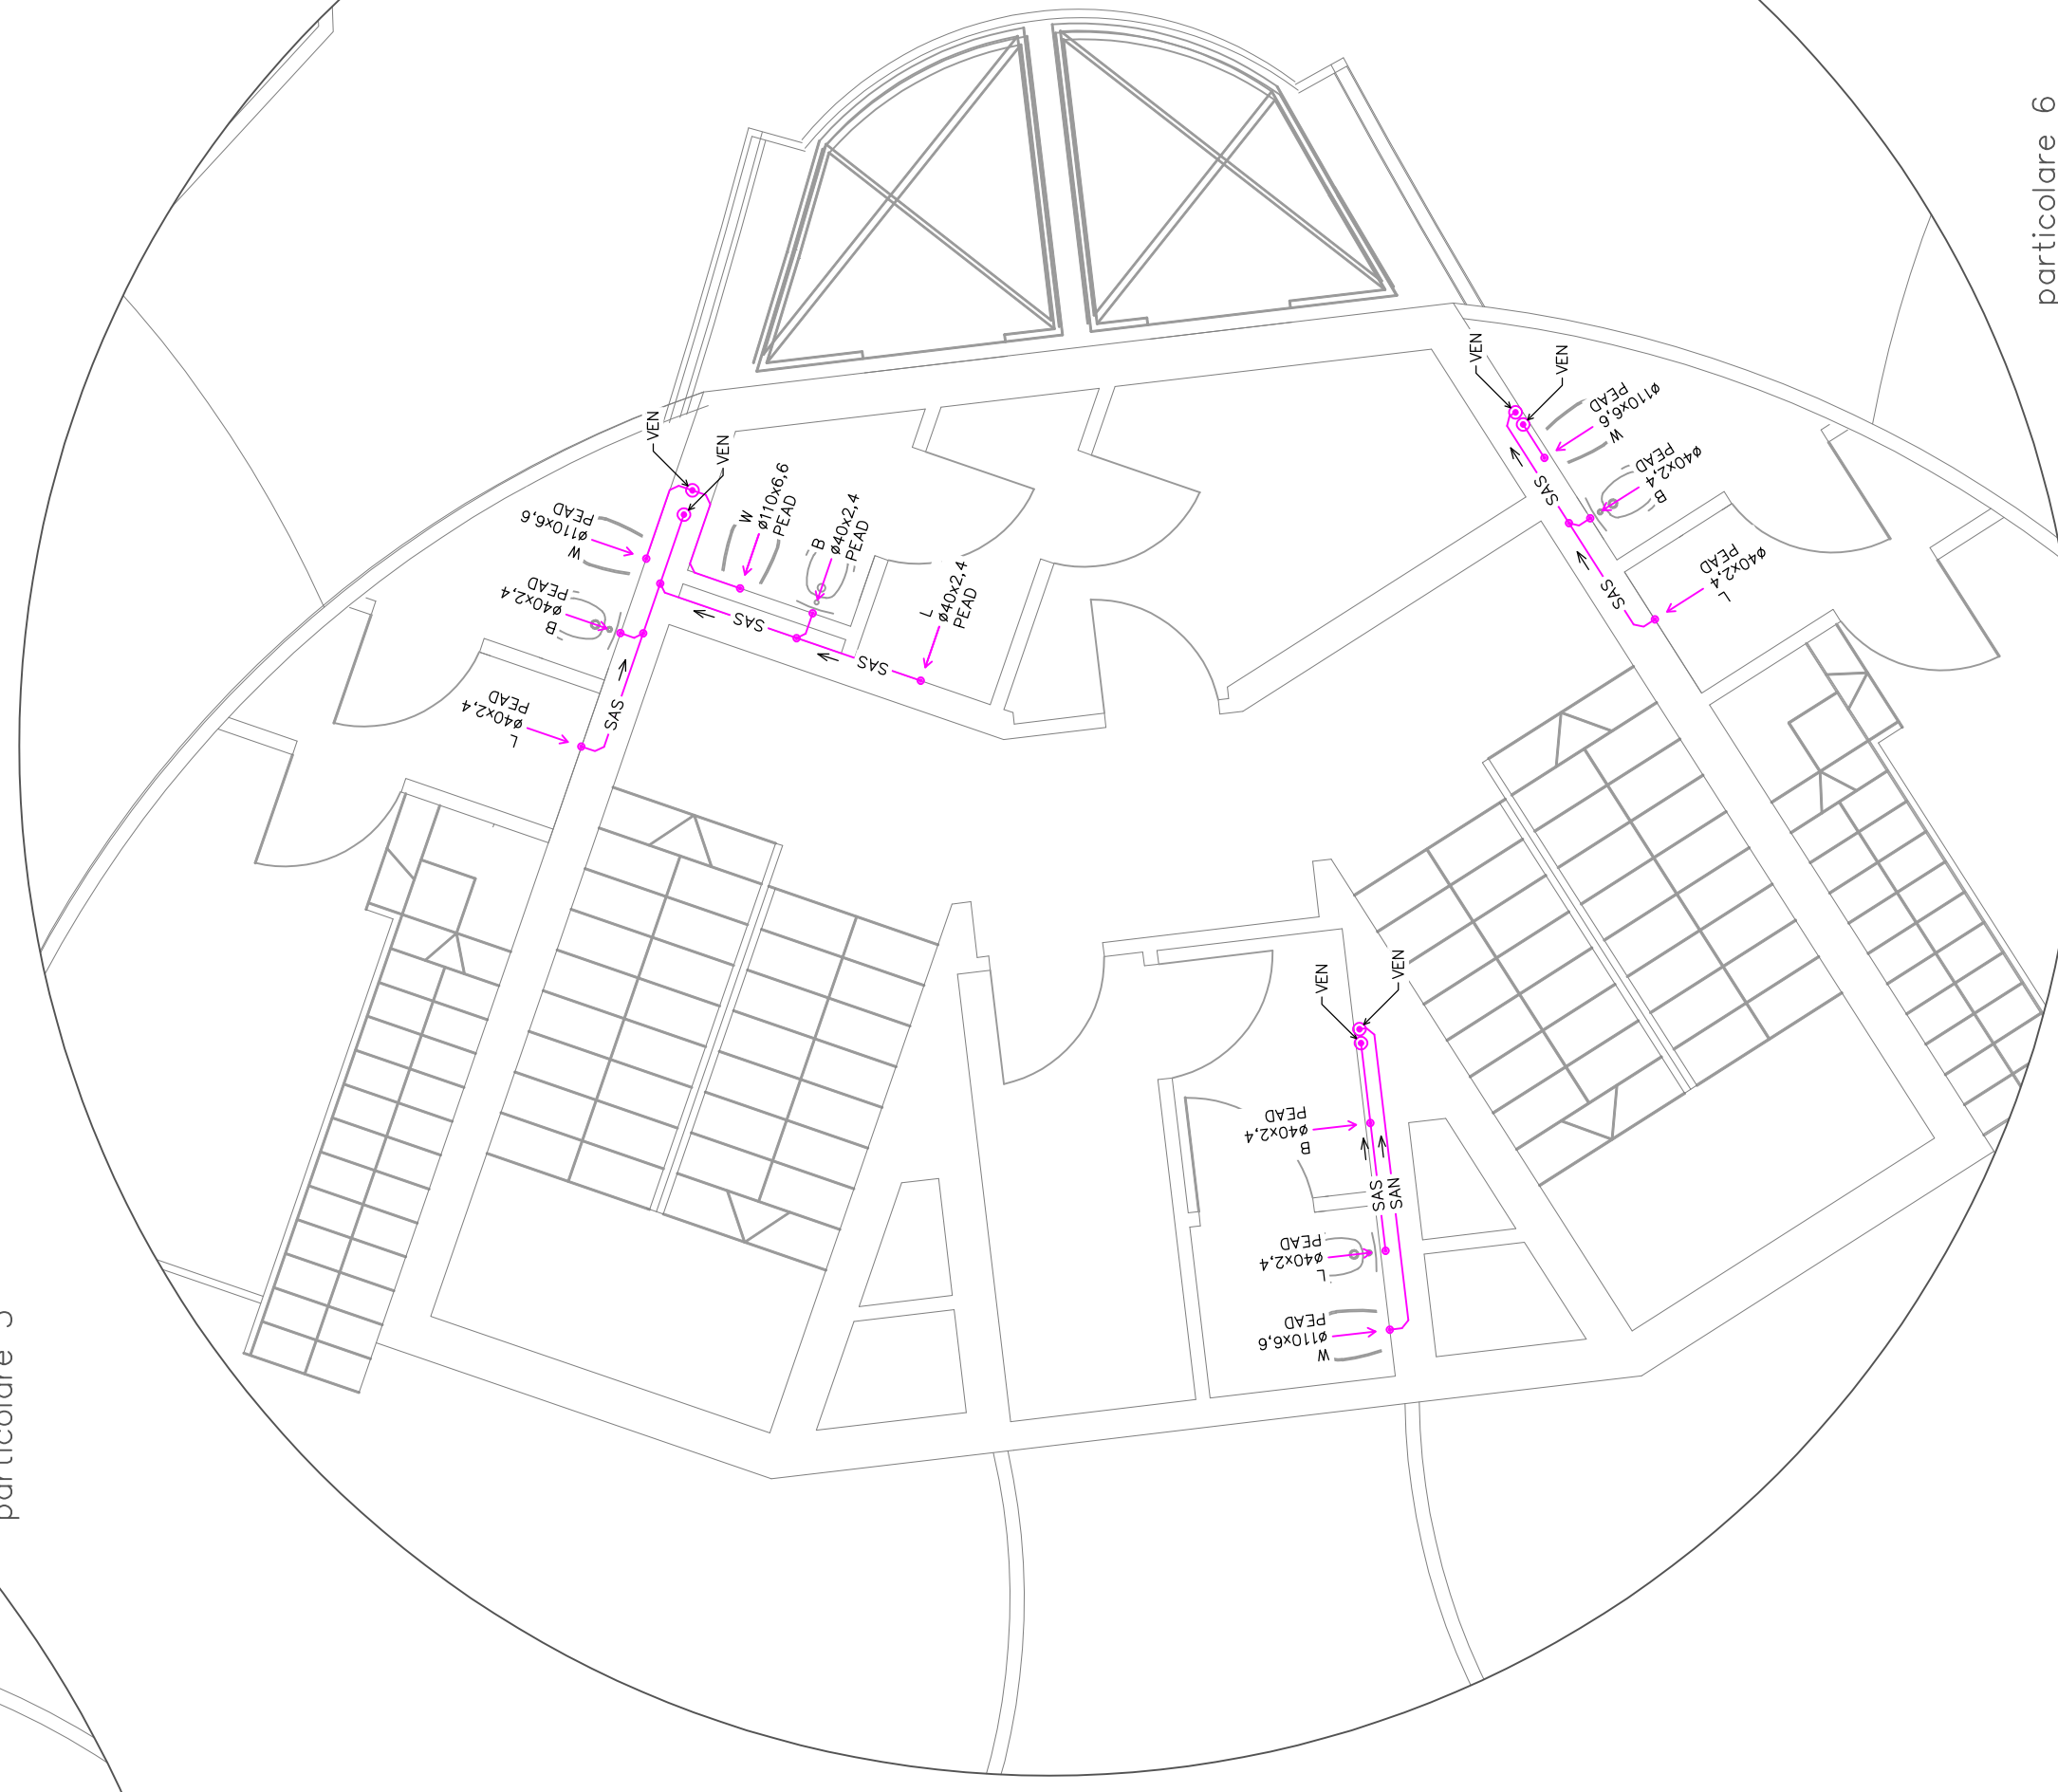 particolare 6
VEN
VEN
ø110x6,6
PEAD
W
ø40x2,4
PEAD
B
SAS
SAS
ø40x2,4
PEAD
L
VEN
VEN
W
ø110x6,6
PEAD
B
ø40x2,4
PEAD
L
ø40x2,4
PEAD
SAS
SAS
PEAD
ø110x6,6
W
PEAD
ø40x2,4
B
SAS
PEAD
ø40x2,4
L
VEN
VEN
PEAD
ø40x2,4
B
SAS
SAN
PEAD
ø40x2,4
L
PEAD
ø110x6,6
W
particolare